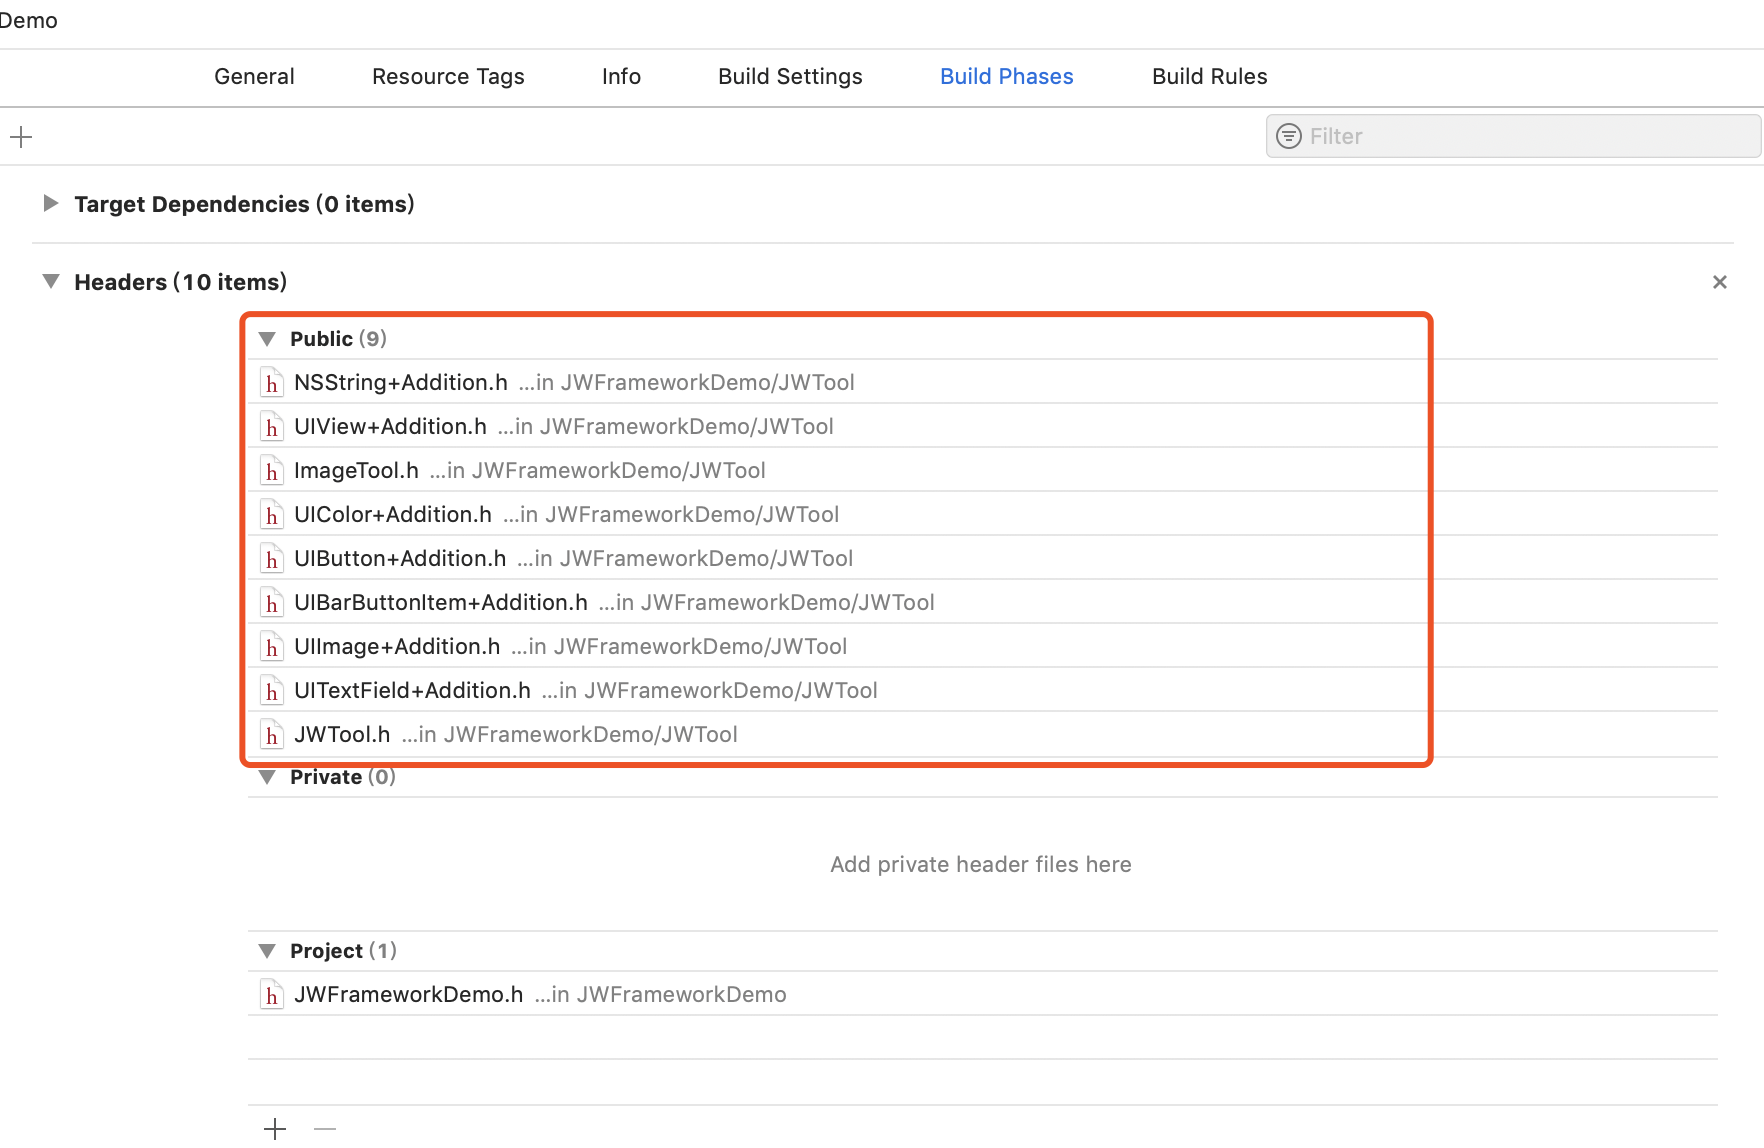 Demo
General Resource Tags Info Build Settings Build Phases Build Rules
Filter
Target Dependencies (0 items)
Headers (10 items)
Public (9)
h NSString+Addition.h ...in JWFrameworkDemo/JWTool
h UIView+Addition.h ...in JWFrameworkDemo/JWTool
h ImageTool.h ...in JWFrameworkDemo/JWTool
h UIColor+Addition.h ...in JWFrameworkDemo/JWTool
h UIButton+Addition.h ...in JWFrameworkDemo/JWTool
h UIBarButtonItem+Addition.h ...in JWFrameworkDemo/JWTool
h UIImage+Addition.h ...in JWFrameworkDemo/JWTool
h UITextField+Addition.h ...in JWFrameworkDemo/JWTool
h JWTool.h ...in JWFrameworkDemo/JWTool
Private (0)
Add private header files here
Project (1)
h JWFrameworkDemo.h ...in JWFrameworkDemo